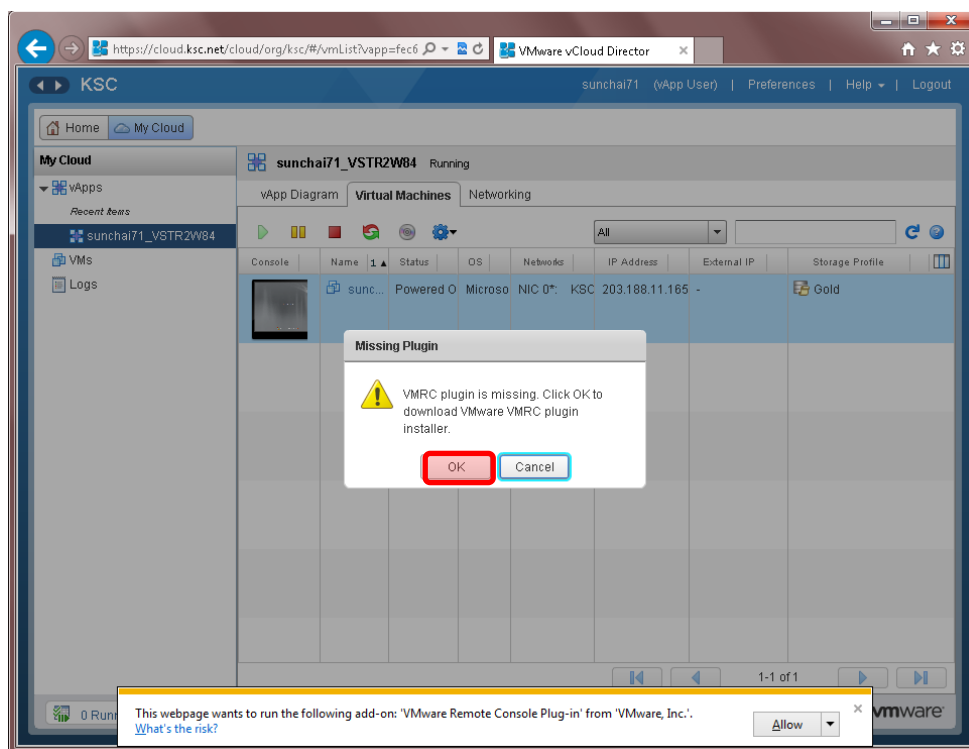 https://cloud.ksc.net/cloud/org/ksc/#/vmList?vapp=fec6
VMware vCloud Director
KSC
sunchai71 (vApp User) | Preferences | Help | Logout
Home
My Cloud
My Cloud
sunchai71_VSTR2W84 Running
vApps
vApp Diagram
Virtual Machines
Networking
Recent Items
sunchai71_VSTR2W84
All
VMs
Logs
Console Name 1 Status OS Networks IP Address External IP Storage Profile
sunc... Powered O Microso NIC 0*: KSC 203.188.11.165 - Gold
Missing Plugin
VMRC plugin is missing. Click OK to
download VMware VMRC plugin
installer.
OK
Cancel
1-1 of 1
0 Runn
This webpage wants to run the following add-on: 'VMware Remote Console Plug-in' from 'VMware, Inc.'.
What's the risk?
Allow
vmware